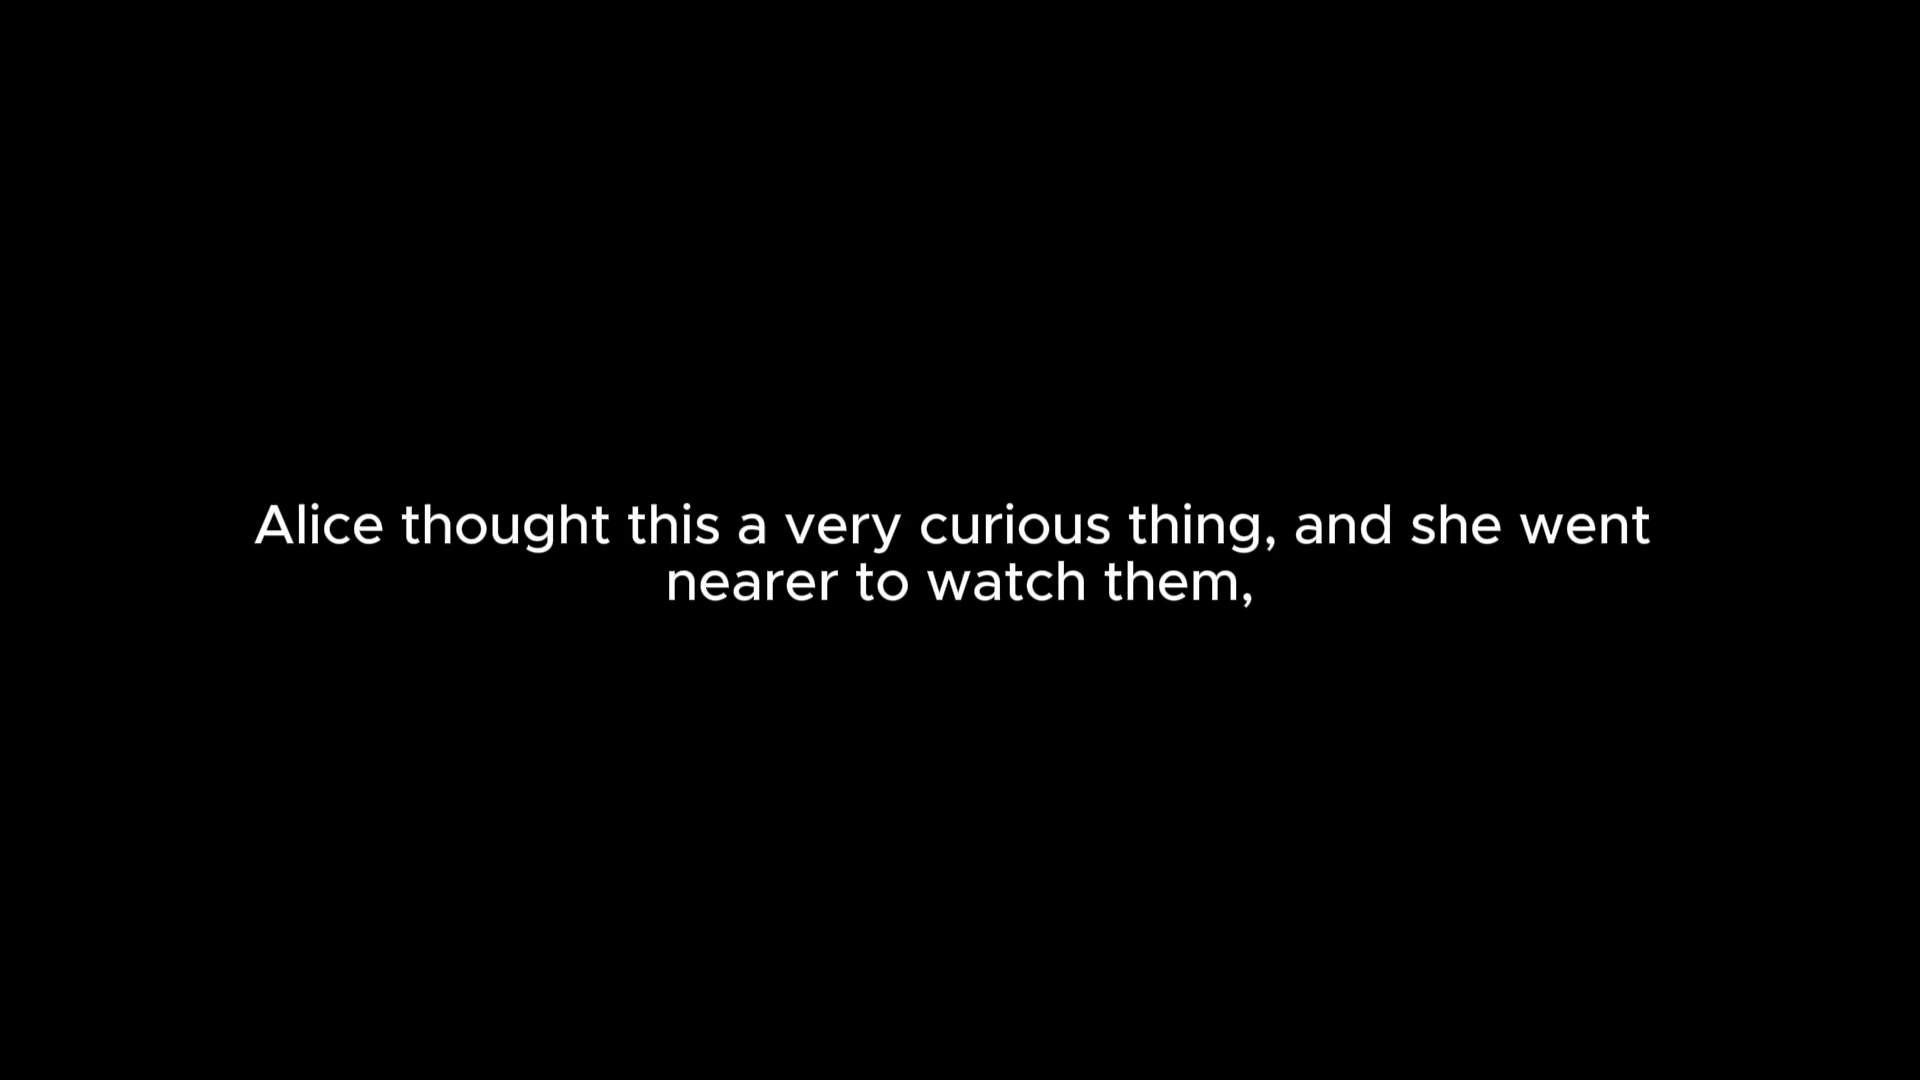 Alice thought this a very curious thing, and she went
nearer to watch them,